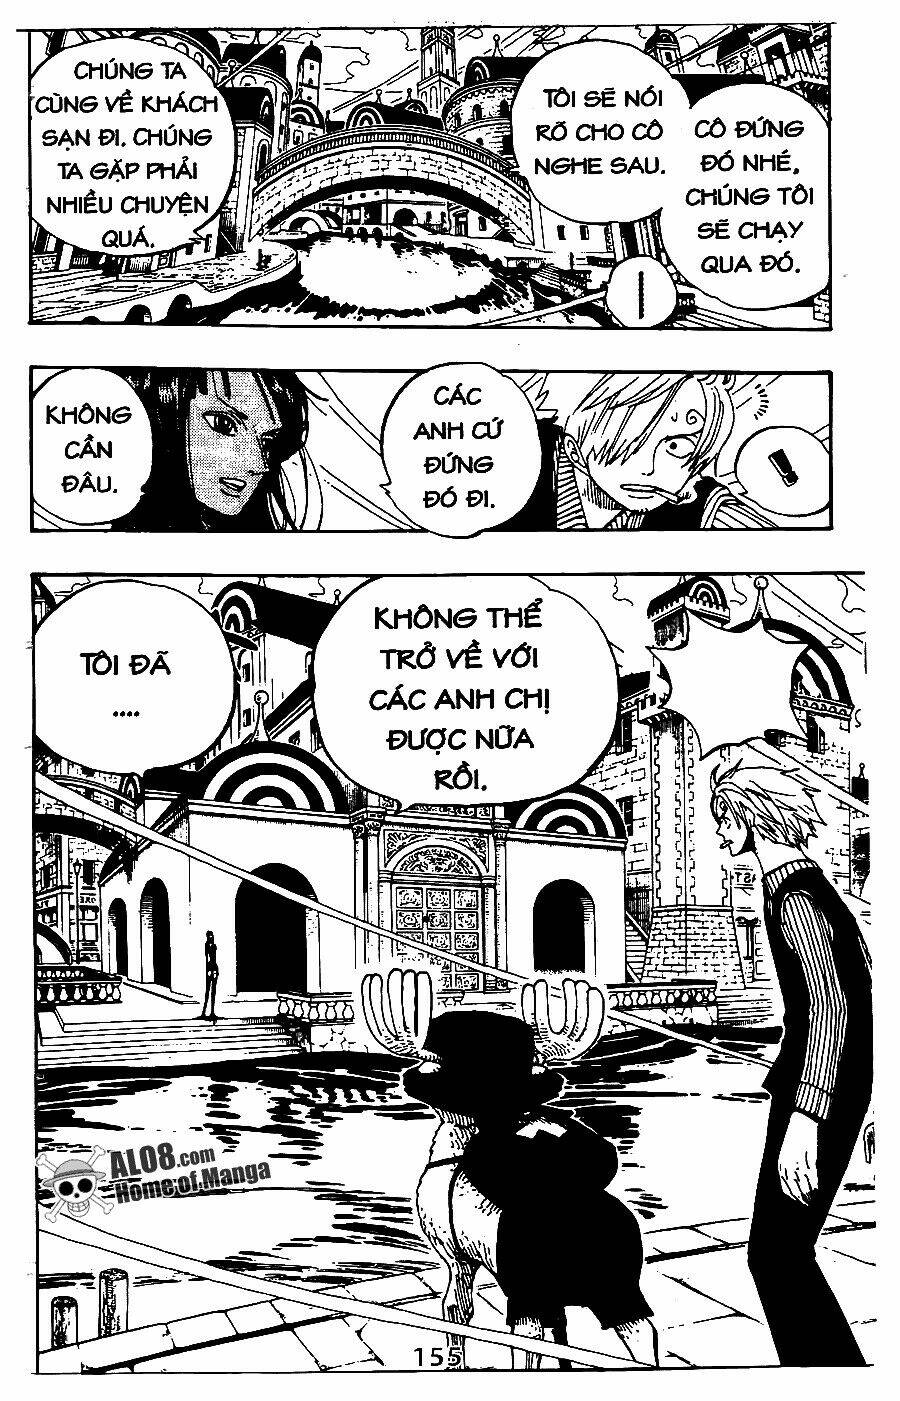 CÔ ĐỨNG
ĐÓ NHÉ.
CHÚNG TÔI
SẼ CHẠY
QUA ĐÓ.
TÔI SẼ NÓI
RÕ CHO CÔ
NGHE SAU.
CHÚNG TA
CÙNG VỀ KHÁCH
SẠN ĐI. CHÚNG
TA GẶP PHẢI
NHIỀU CHUYỆN
QUÁ.
!
CÁC
ANH CỨ
ĐỨNG
ĐÓ ĐI.
KHÔNG
CẦN
ĐÂU.
KHÔNG THỂ
TRỞ VỀ VỚI
CÁC ANH CHỊ
ĐƯỢC NỮA
RỒI.
TÔI ĐÃ
....
AL08.com
Home of Manga
155